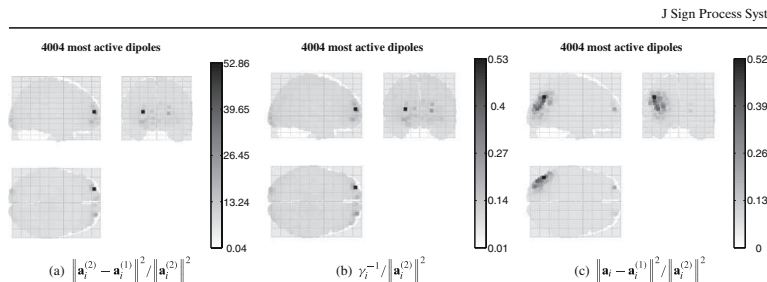 J Sign Process Syst
4004 most active dipoles
52.86
39.65
26.45
13.24
0.04
4004 most active dipoles
0.53
0.4
0.27
0.14
0.01
4004 most active dipoles
0.52
0.39
0.26
0.13
0
(a) ‖a_i^(2) − a_i^(1)‖^2 / ‖a_i^(2)‖^2
(b) γ_i^−1 / ‖a_i^(2)‖^2
(c) ‖a_i − a_i^(1)‖^2 / ‖a_i^(2)‖^2